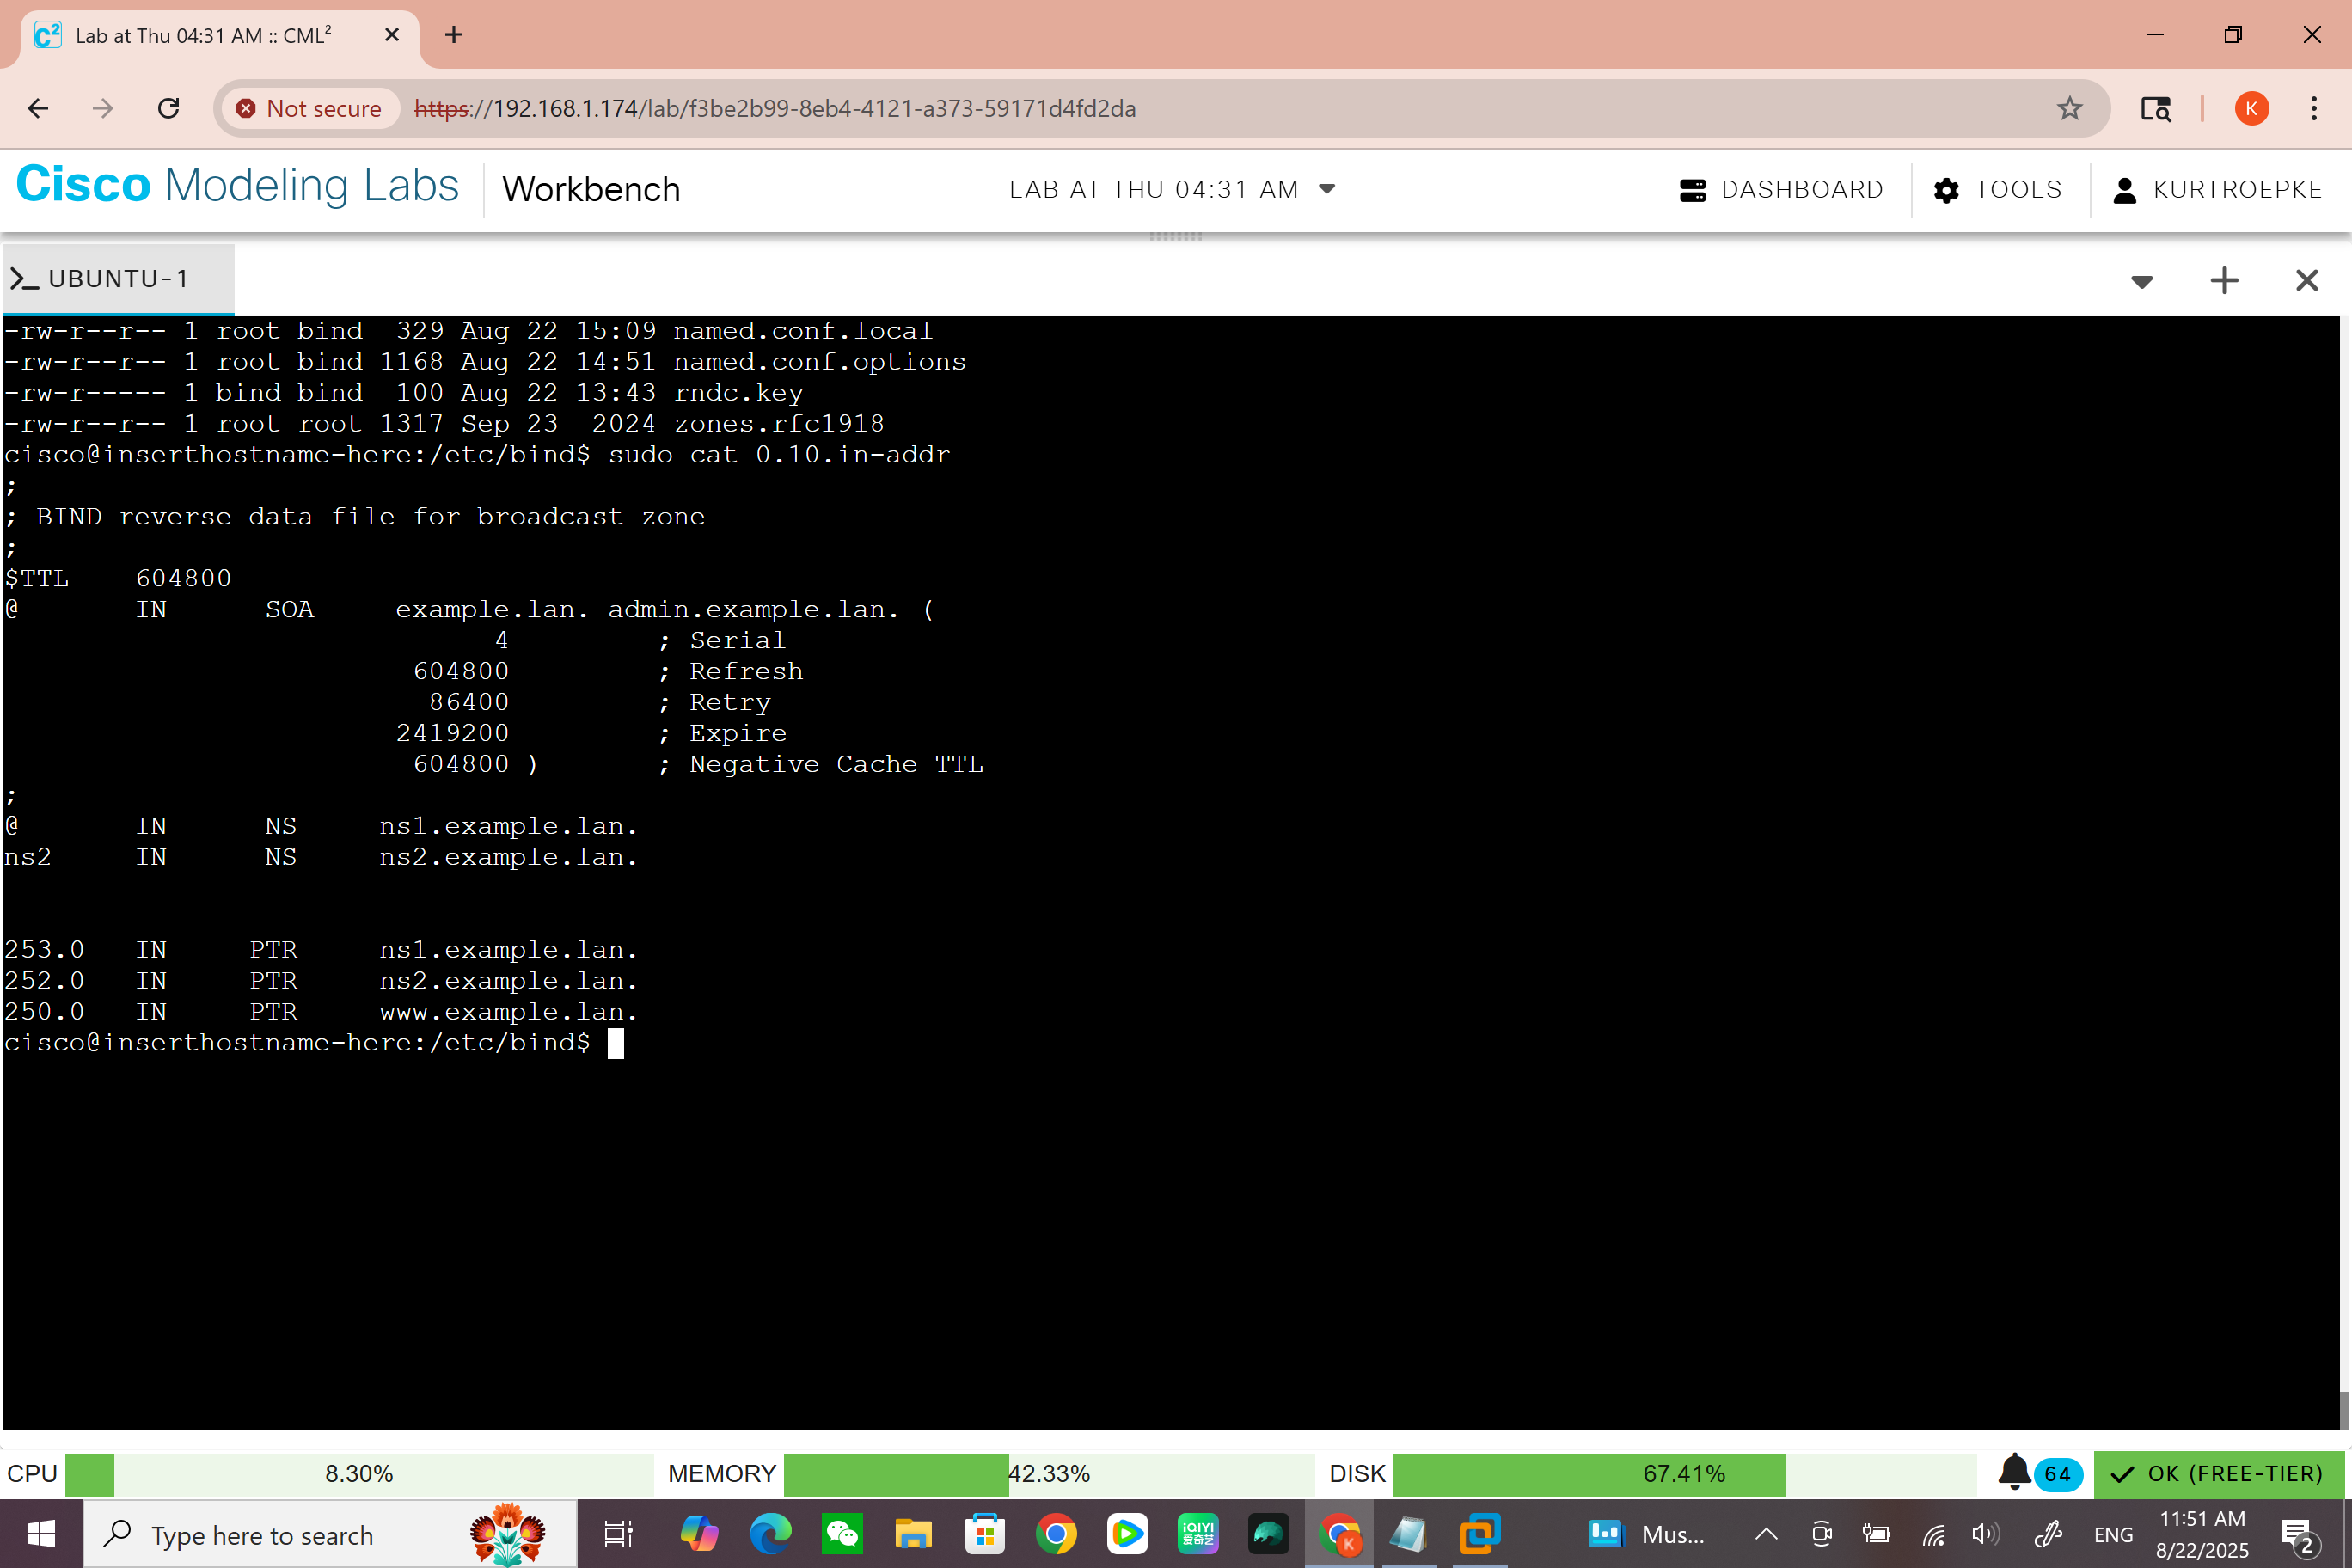 Lab at Thu 04:31 AM :: CML²
Not secure
https://192.168.1.174/lab/f3be2b99-8eb4-4121-a373-59171d4fd2da
K
Cisco Modeling Labs
Workbench
LAB AT THU 04:31 AM
DASHBOARD
TOOLS
KURTROEPKE
UBUNTU-1
-rw-r--r-- 1 root bind  329 Aug 22 15:09 named.conf.local
-rw-r--r-- 1 root bind 1168 Aug 22 14:51 named.conf.options
-rw-r----- 1 bind bind  100 Aug 22 13:43 rndc.key
-rw-r--r-- 1 root root 1317 Sep 23  2024 zones.rfc1918
cisco@inserthostname-here:/etc/bind$ sudo cat 0.10.in-addr
;
; BIND reverse data file for broadcast zone
;
$TTL    604800
@       IN      SOA     example.lan. admin.example.lan. (
                              4         ; Serial
                         604800         ; Refresh
                          86400         ; Retry
                        2419200         ; Expire
                         604800 )       ; Negative Cache TTL
;
@       IN      NS     ns1.example.lan.
ns2     IN      NS     ns2.example.lan.
253.0   IN     PTR     ns1.example.lan.
252.0   IN     PTR     ns2.example.lan.
250.0   IN     PTR     www.example.lan.
cisco@inserthostname-here:/etc/bind$
CPU 8.30% MEMORY 42.33% DISK 67.41% 64 OK (FREE-TIER)
Type here to search
iQIYI
爱奇艺
K
Mus...
ENG
11:51 AM
8/22/2025
2